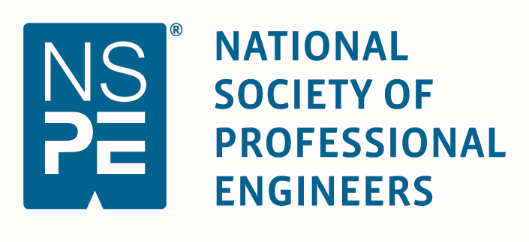 NS
PE
®
NATIONAL
SOCIETY OF
PROFESSIONAL
ENGINEERS